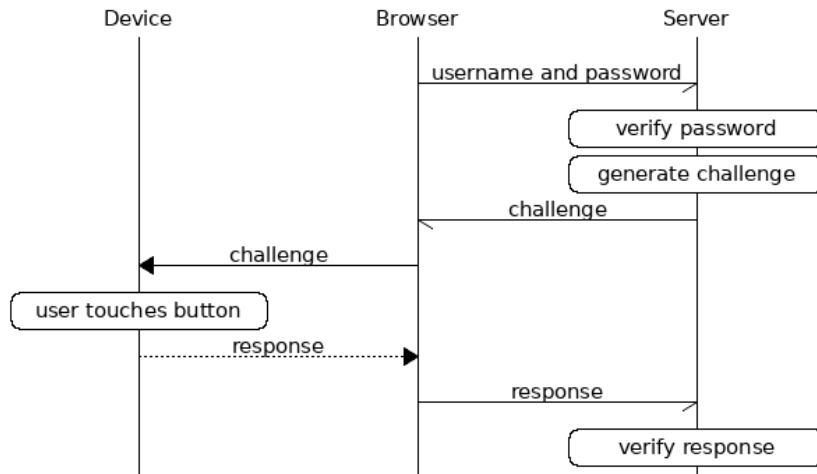 Device Browser Server
username and password
verify password
generate challenge
challenge
challenge
user touches button
response
response
verify response